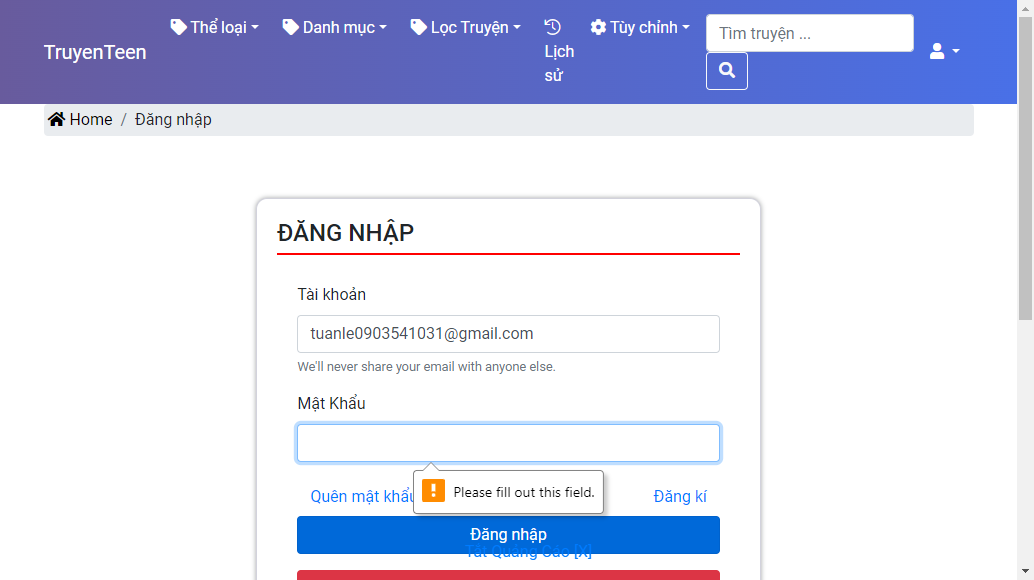 TruyenTeen
Thể loại
Danh mục
Lọc Truyện
Lịch
sử
Tùy chỉnh
Tìm truyện ...
Home / Đăng nhập
ĐĂNG NHẬP
Tài khoản
tuanle0903541031@gmail.com
We'll never share your email with anyone else.
Mật Khẩu
Please fill out this field.
Quên mật khẩu
Đăng kí
Đăng nhập
Tắt Quảng Cáo [X]